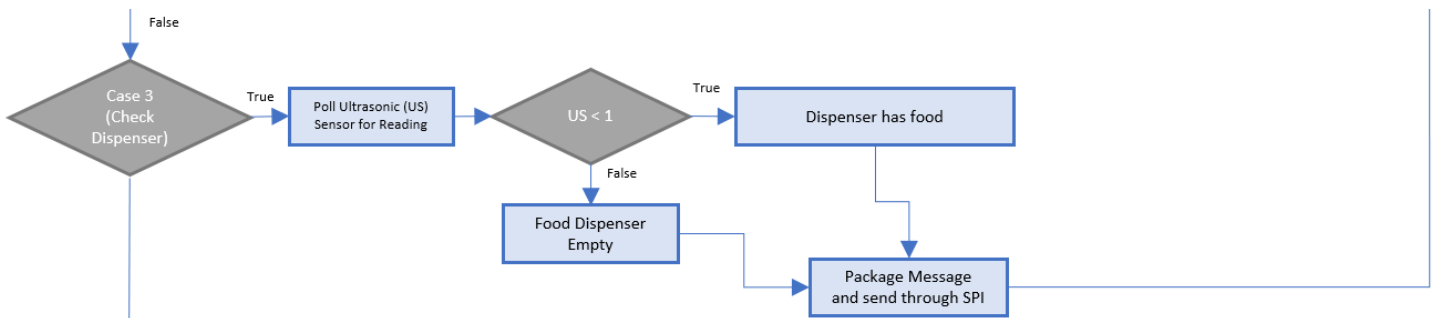 False
Case 3
(Check
Dispenser)
True
Poll Ultrasonic (US)
Sensor for Reading
US < 1
True
Dispenser has food
False
Food Dispenser
Empty
Package Message
and send through SPI